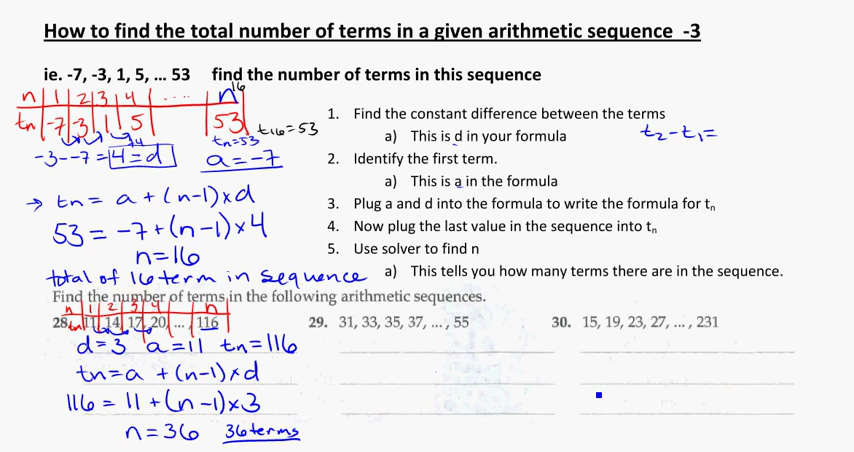 How to find the total number of terms in a given arithmetic sequence -3
ie. -7, -3, 1, 5, ... 53 find the number of terms in this sequence
n 1 2 3 4 .... n 16
tn -7 -3 1 5 53 t16=53
tn=53
-3--7=4=d a=-7
1. Find the constant difference between the terms
a) This is d in your formula t2-t1=
2. Identify the first term.
a) This is a in the formula
3. Plug a and d into the formula to write the formula for tn
4. Now plug the last value in the sequence into tn
5. Use solver to find n
a) This tells you how many terms there are in the sequence.
→ tn= a+(n-1)xd
53=-7+(n-1)x4
n=16
total of 16 term in sequence
Find the number of terms in the following arithmetic sequences.
n 1 2 3 4 n
tn
28. 11, 14, 17, 20, ... , 116
29. 31, 33, 35, 37, ... , 55
30. 15, 19, 23, 27, ... , 231
d=3 a=11 tn=116
tn=a+(n-1)xd
116=11+(n-1)x3
n=36 36 terms